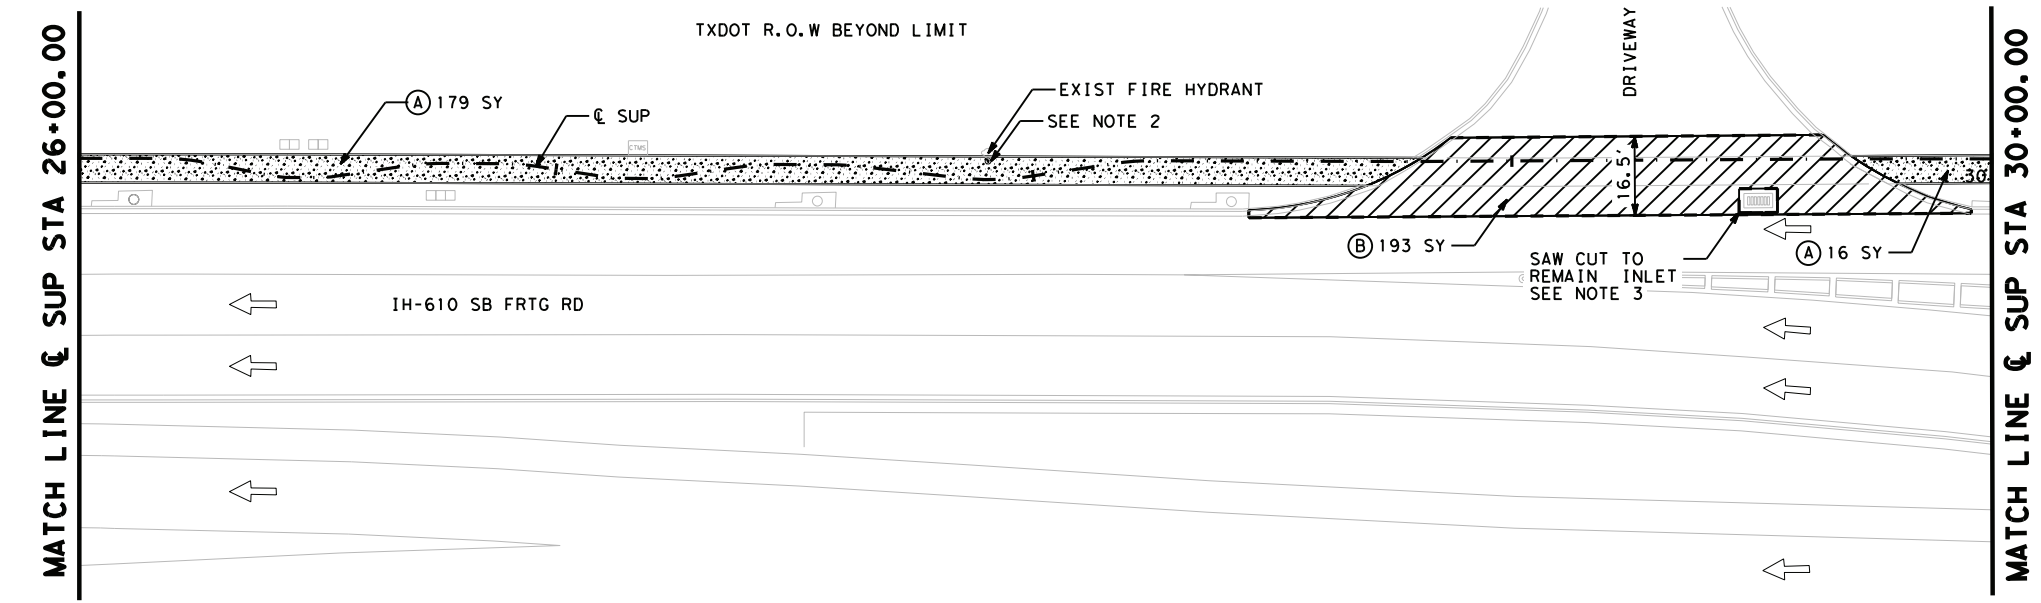 MATCH LINE ℄ SUP STA 26+00.00
TXDOT R.O.W BEYOND LIMIT
DRIVEWAY
Ⓐ 179 SY
℄ SUP
EXIST FIRE HYDRANT
SEE NOTE 2
CTMS
16.5'
30
Ⓑ 193 SY
Ⓐ 16 SY
SAW CUT TO
REMAIN INLET
SEE NOTE 3
IH-610 SB FRTG RD
MATCH LINE ℄ SUP STA 30+00.00